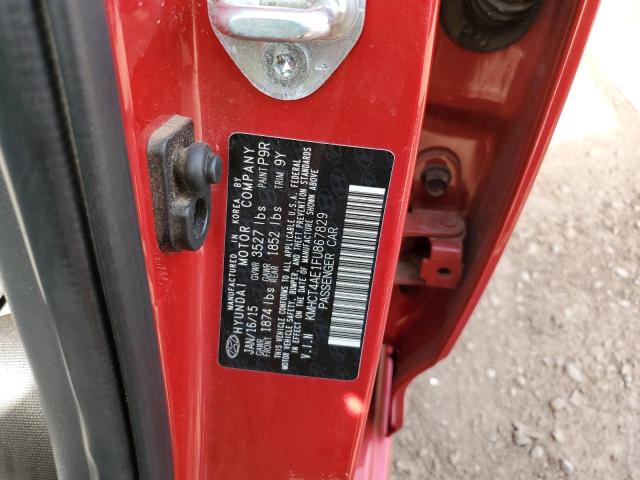 MANUFACTURED IN KOREA BY
HYUNDAI MOTOR COMPANY
JAN/16/15 GVWR 3527 lbs PAINT P9R
GAWR FRONT 1874 lbs GAWR REAR 1852 lbs TRIM 9Y
THIS VEHICLE CONFORMS TO ALL APPLICABLE U.S.A. FEDERAL
MOTOR VEHICLE SAFETY, BUMPER, AND THEFT PREVENTION STANDARDS
IN EFFECT ON THE DATE OF MANUFACTURE SHOWN ABOVE
V.I.N KMHCT4AE1FU867829
PASSENGER CAR